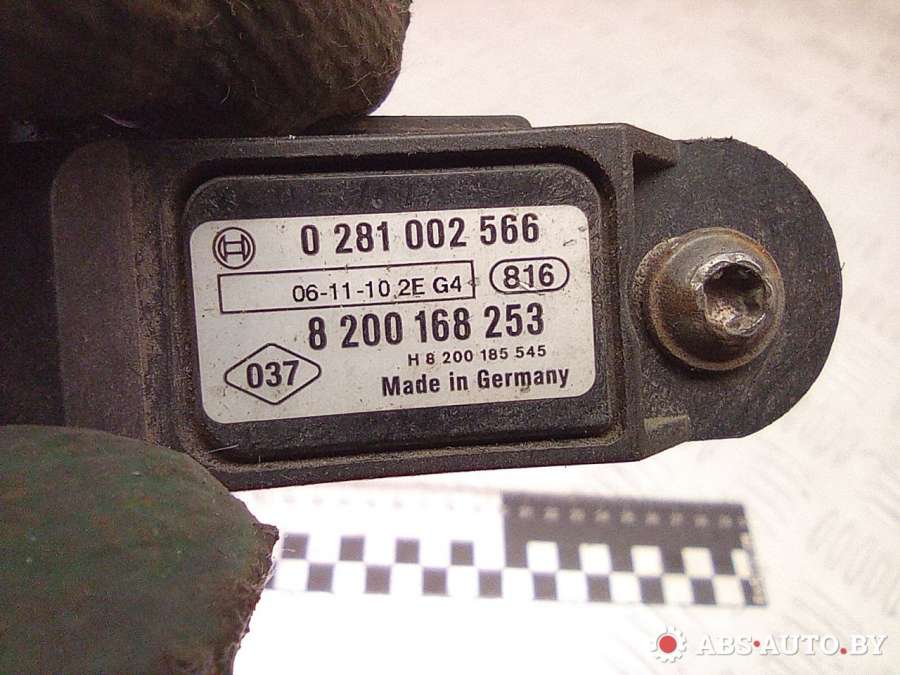 0 281 002 566
06-11-10 2E G4 816
8 200 168 253
H 8 200 185 545
037
Made in Germany
ABS-AUTO.BY